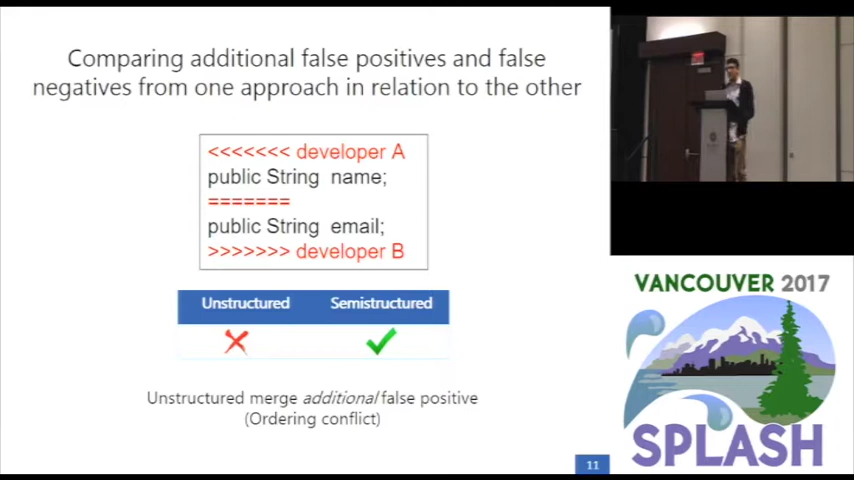 Comparing additional false positives and false
negatives from one approach in relation to the other
<<<<<<< developer A
public String name;
=======
public String email;
>>>>>>> developer B
Unstructured Semistructured
Unstructured merge additional false positive
(Ordering conflict)
11
VANCOUVER 2017
SPLASH